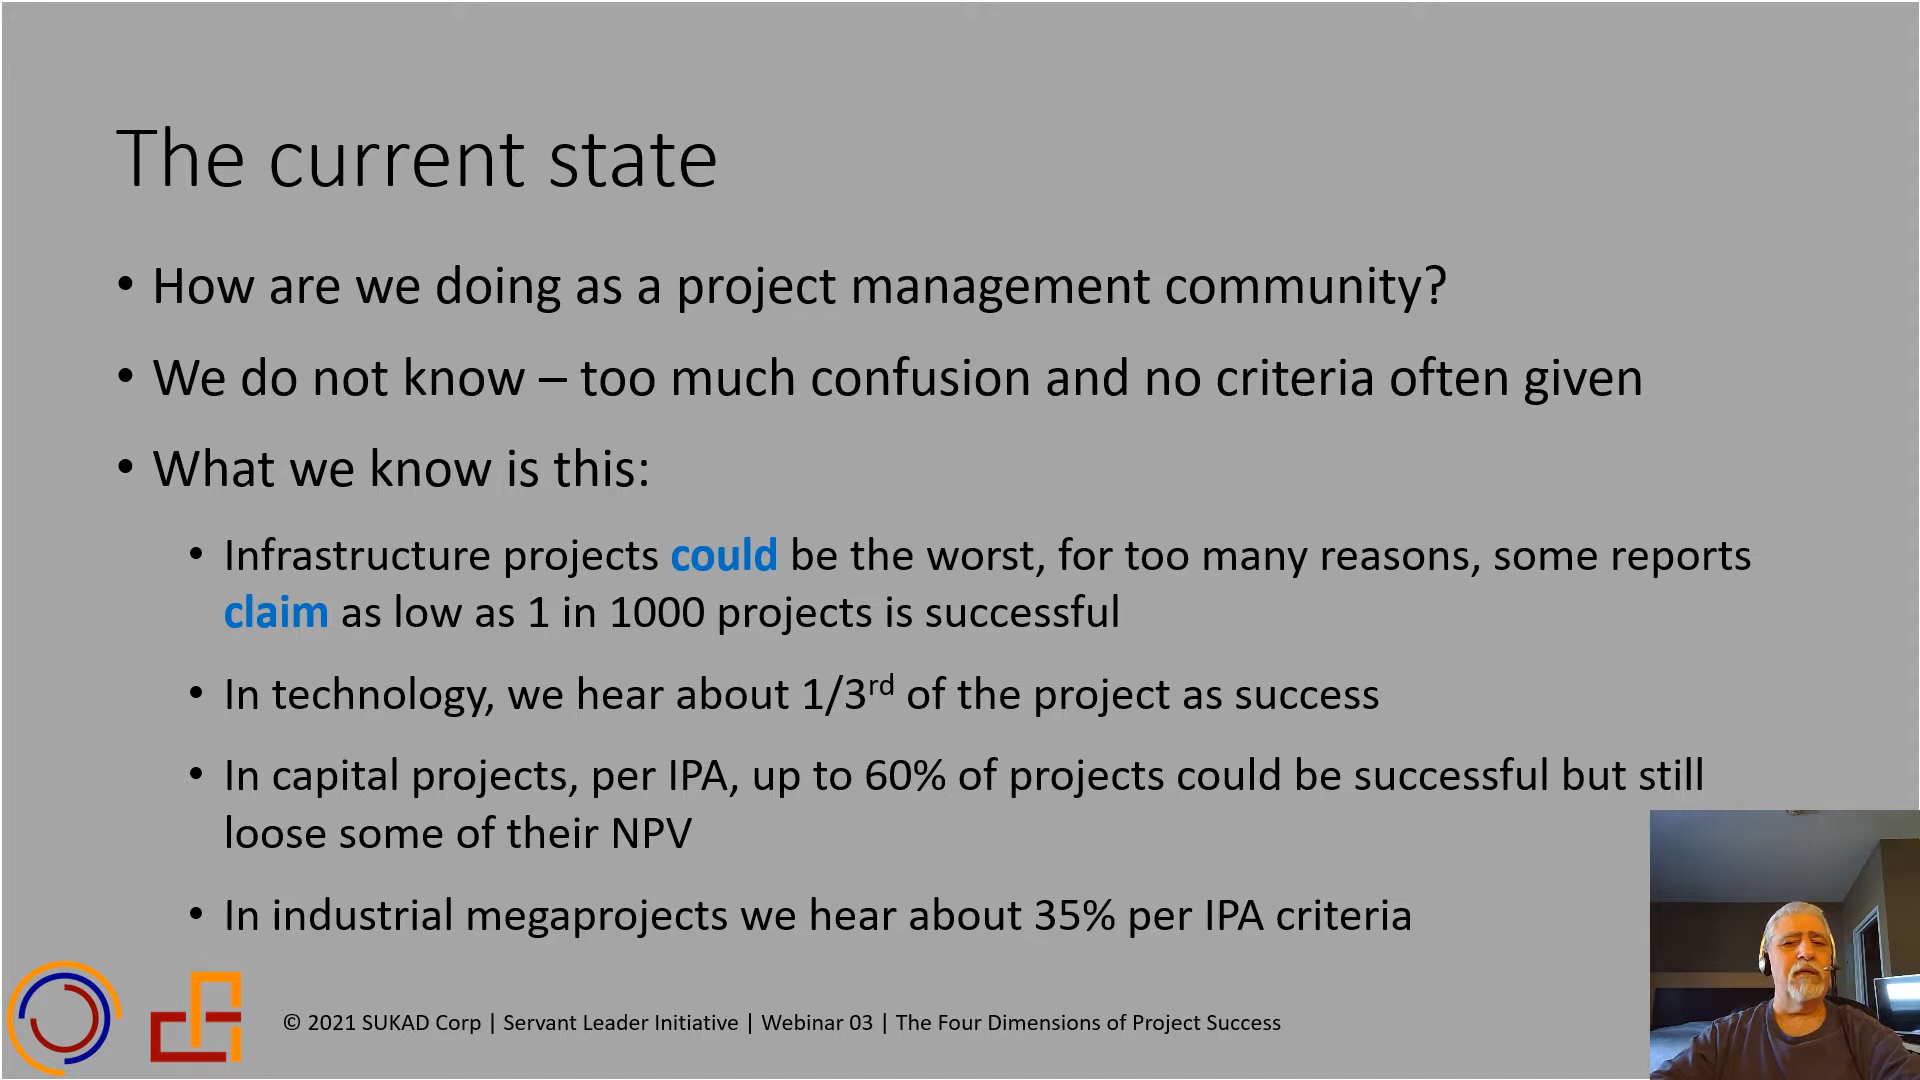 The current state
• How are we doing as a project management community?
• We do not know – too much confusion and no criteria often given
• What we know is this:
• Infrastructure projects could be the worst, for too many reasons, some reports
claim as low as 1 in 1000 projects is successful
• In technology, we hear about 1/3rd of the project as success
• In capital projects, per IPA, up to 60% of projects could be successful but still
loose some of their NPV
• In industrial megaprojects we hear about 35% per IPA criteria
© 2021 SUKAD Corp | Servant Leader Initiative | Webinar 03 | The Four Dimensions of Project Success